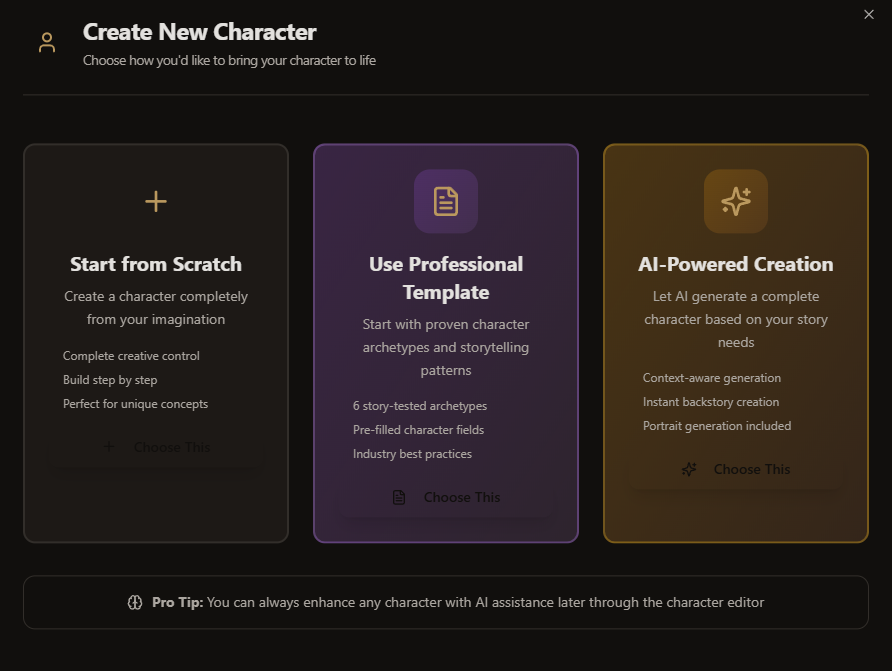 Create New Character
Choose how you'd like to bring your character to life
Start from Scratch
Create a character completely
from your imagination
Complete creative control
Build step by step
Perfect for unique concepts
Choose This
Use Professional
Template
Start with proven character
archetypes and storytelling
patterns
6 story-tested archetypes
Pre-filled character fields
Industry best practices
Choose This
AI-Powered Creation
Let AI generate a complete
character based on your story
needs
Context-aware generation
Instant backstory creation
Portrait generation included
Choose This
Pro Tip: You can always enhance any character with AI assistance later through the character editor